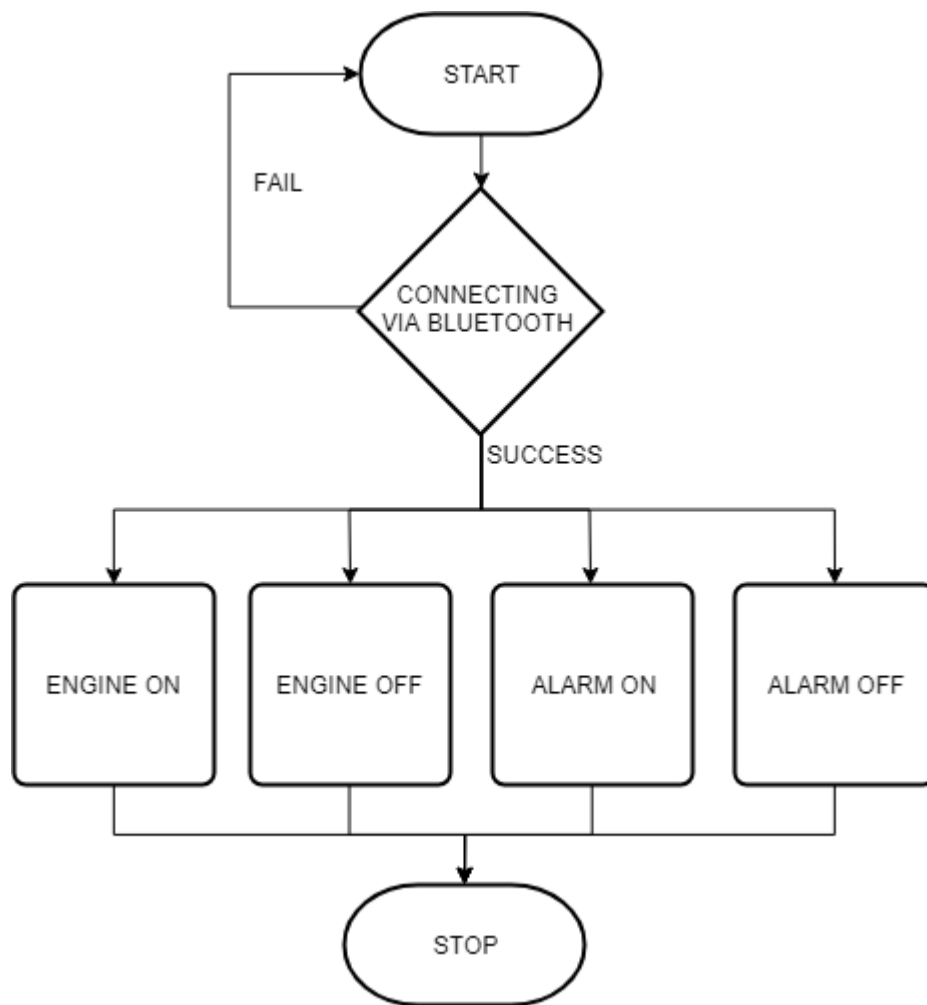 START
FAIL
CONNECTING
VIA BLUETOOTH
SUCCESS
ENGINE ON
ENGINE OFF
ALARM ON
ALARM OFF
STOP